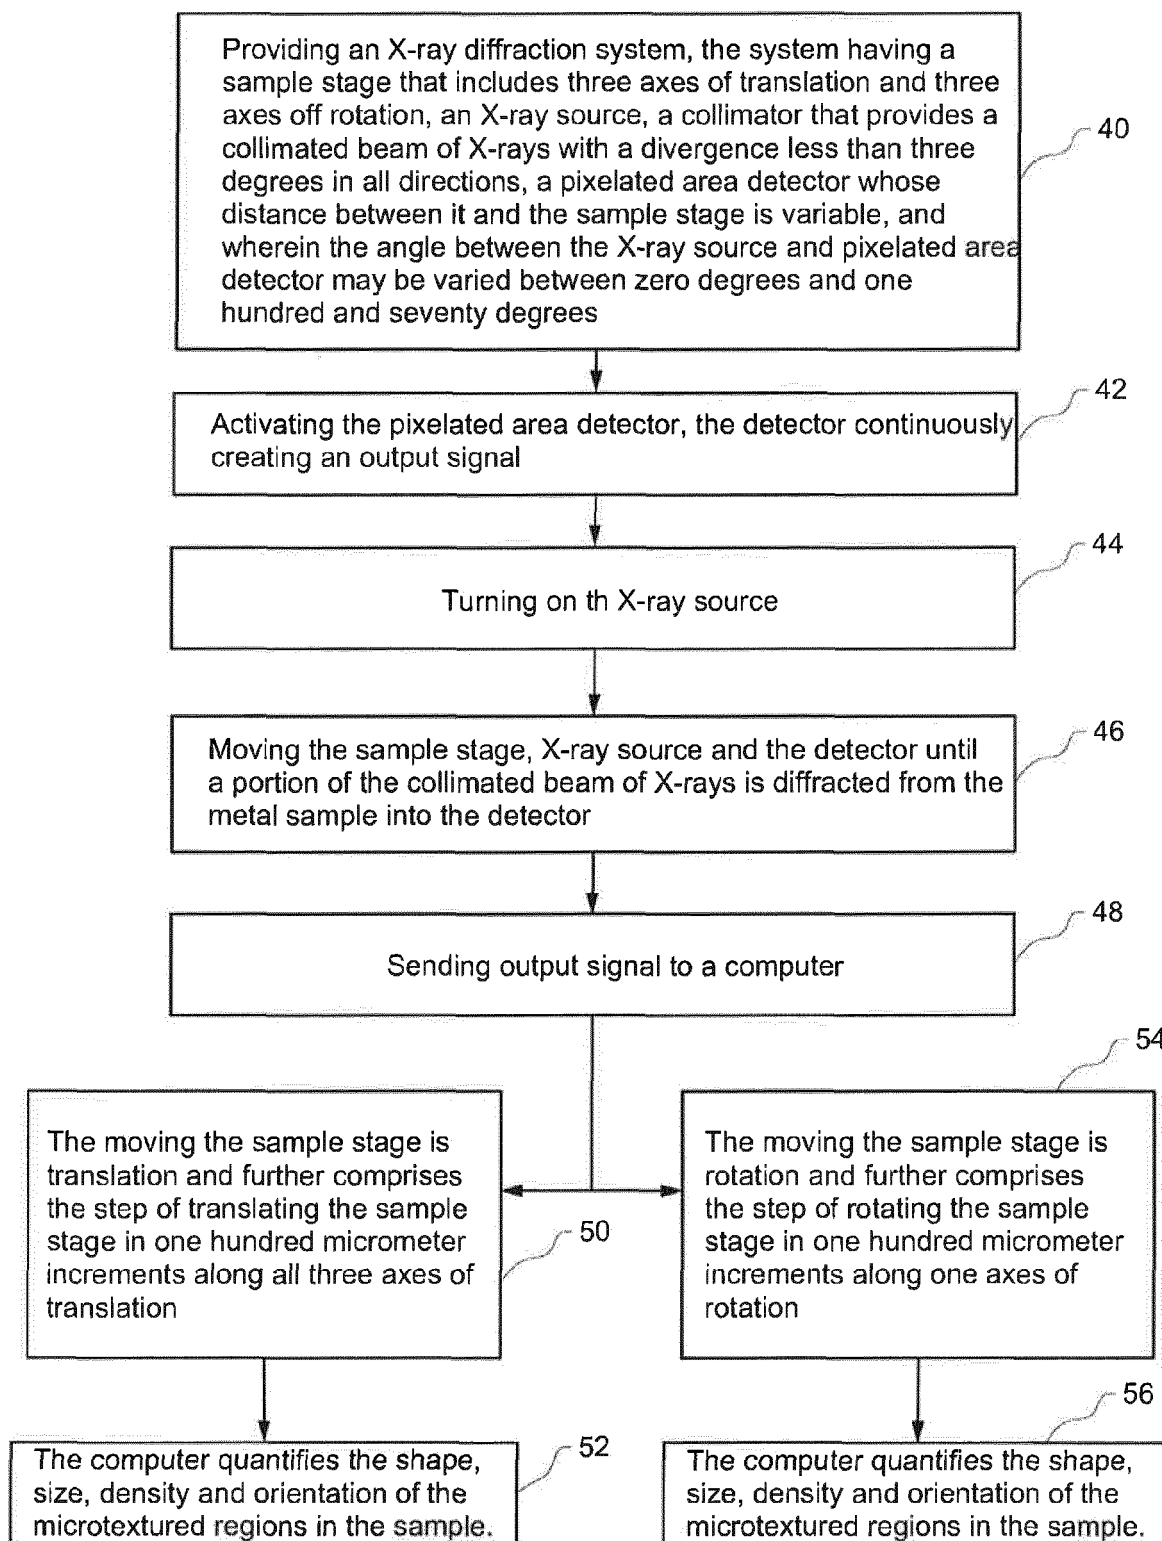 Providing an X-ray diffraction system, the system having a
sample stage that includes three axes of translation and three
axes off rotation, an X-ray source, a collimator that provides a
collimated beam of X-rays with a divergence less than three
degrees in all directions, a pixelated area detector whose
distance between it and the sample stage is variable, and
wherein the angle between the X-ray source and pixelated area
detector may be varied between zero degrees and one
hundred and seventy degrees
40
Activating the pixelated area detector, the detector continuously
creating an output signal
42
Turning on th X-ray source
44
Moving the sample stage, X-ray source and the detector until
a portion of the collimated beam of X-rays is diffracted from the
metal sample into the detector
46
Sending output signal to a computer
48
The moving the sample stage is
translation and further comprises
the step of translating the sample
stage in one hundred micrometer
increments along all three axes of
translation
50
54
The moving the sample stage is
rotation and further comprises
the step of rotating the sample
stage in one hundred micrometer
increments along one axes of
rotation
The computer quantifies the shape,
size, density and orientation of the
microtextured regions in the sample.
52
56
The computer quantifies the shape,
size, density and orientation of the
microtextured regions in the sample.